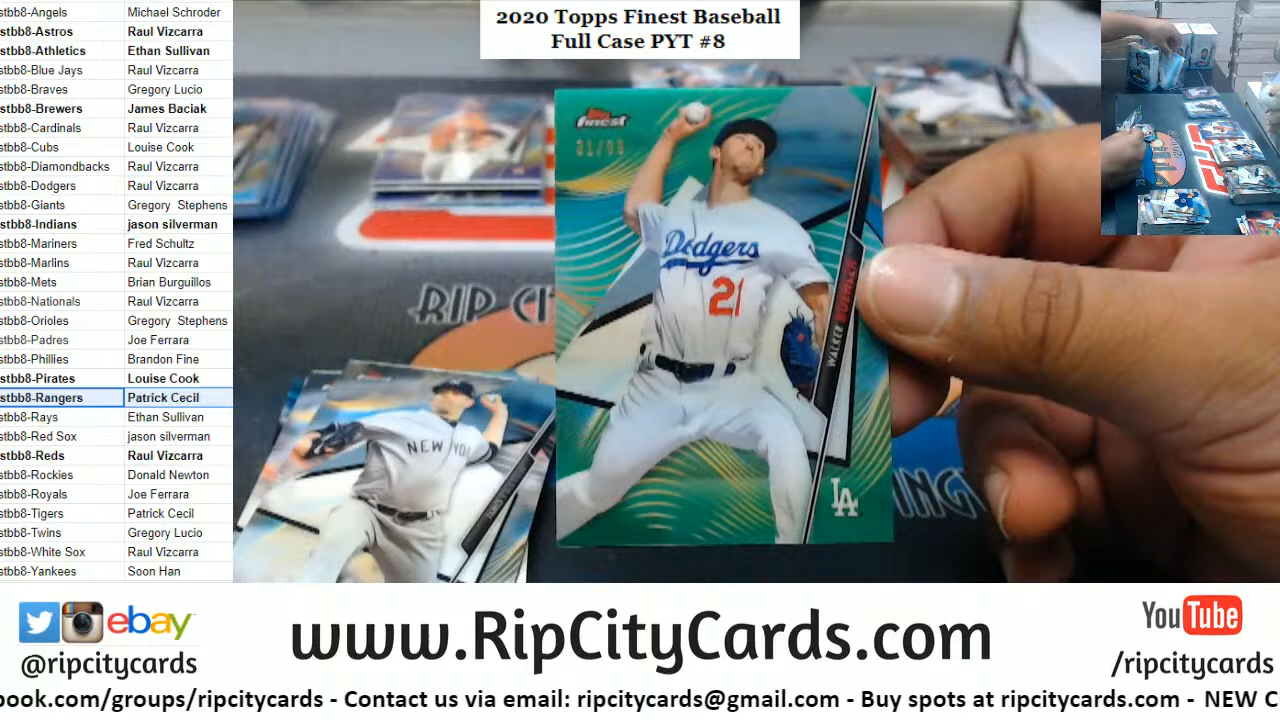 2020 Topps Finest Baseball
Full Case PYT #8
stbb8-Angels Michael Schroder
stbb8-Astros Raul Vizcarra
stbb8-Athletics Ethan Sullivan
stbb8-Blue Jays Raul Vizcarra
stbb8-Braves Gregory Lucio
stbb8-Brewers James Baciak
stbb8-Cardinals Raul Vizcarra
stbb8-Cubs Louise Cook
stbb8-Diamondbacks Raul Vizcarra
stbb8-Dodgers Raul Vizcarra
stbb8-Giants Gregory Stephens
stbb8-Indians jason silverman
stbb8-Mariners Fred Schultz
stbb8-Marlins Raul Vizcarra
stbb8-Mets Brian Burguillos
stbb8-Nationals Raul Vizcarra
stbb8-Orioles Gregory Stephens
stbb8-Padres Joe Ferrara
stbb8-Phillies Brandon Fine
stbb8-Pirates Louise Cook
stbb8-Rangers Patrick Cecil
stbb8-Rays Ethan Sullivan
stbb8-Red Sox jason silverman
stbb8-Reds Raul Vizcarra
stbb8-Rockies Donald Newton
stbb8-Royals Joe Ferrara
stbb8-Tigers Patrick Cecil
stbb8-Twins Gregory Lucio
stbb8-White Sox Raul Vizcarra
stbb8-Yankees Soon Han
Topps
finest
Dodgers
21
WALKER BUEHLER
LA
RIP CI
NEW YO
ING
ebay
@ripcitycards
www.RipCityCards.com
YouTube
/ripcitycards
book.com/groups/ripcitycards - Contact us via email: ripcitycards@gmail.com - Buy spots at ripcitycards.com - NEW C